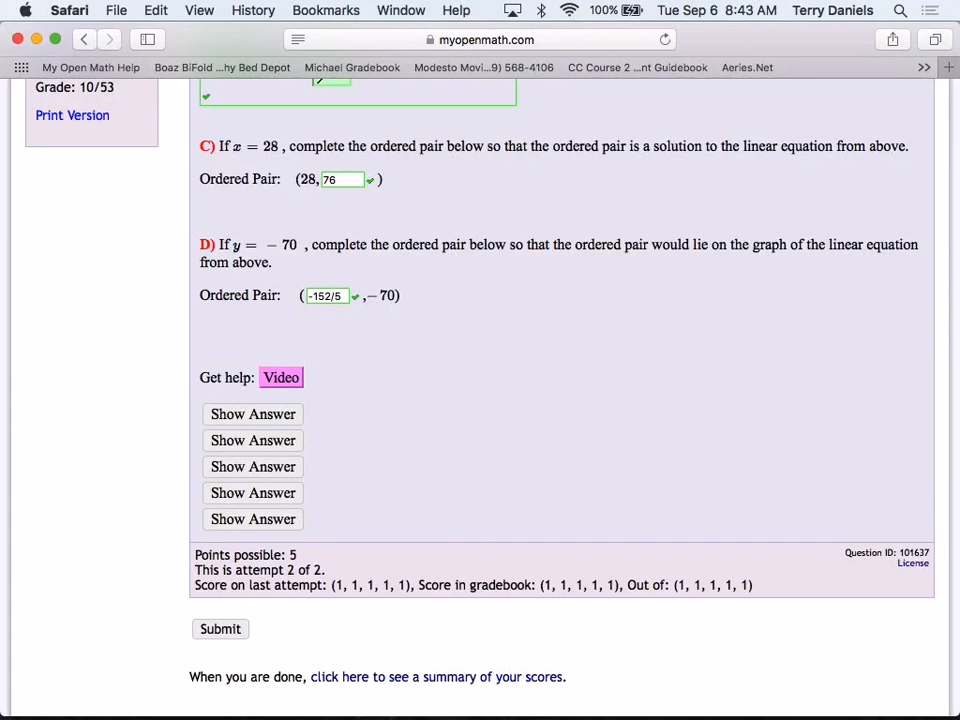 Safari File Edit View History Bookmarks Window Help 100% Tue Sep 6 8:43 AM Terry Daniels
myopenmath.com
My Open Math Help Boaz BiFold ...hy Bed Depot Michael Gradebook Modesto Movi...9) 568-4106 CC Course 2 ...nt Guidebook Aeries.Net >> +
Grade: 10/53
Print Version
C) If x = 28 , complete the ordered pair below so that the ordered pair is a solution to the linear equation from above.
Ordered Pair: (28, 76 )
D) If y = − 70 , complete the ordered pair below so that the ordered pair would lie on the graph of the linear equation
from above.
Ordered Pair: ( -152/5 ,− 70)
Get help: Video
Show Answer
Show Answer
Show Answer
Show Answer
Show Answer
Points possible: 5
This is attempt 2 of 2.
Score on last attempt: (1, 1, 1, 1, 1), Score in gradebook: (1, 1, 1, 1, 1), Out of: (1, 1, 1, 1, 1)
Question ID: 101637
License
Submit
When you are done, click here to see a summary of your scores.